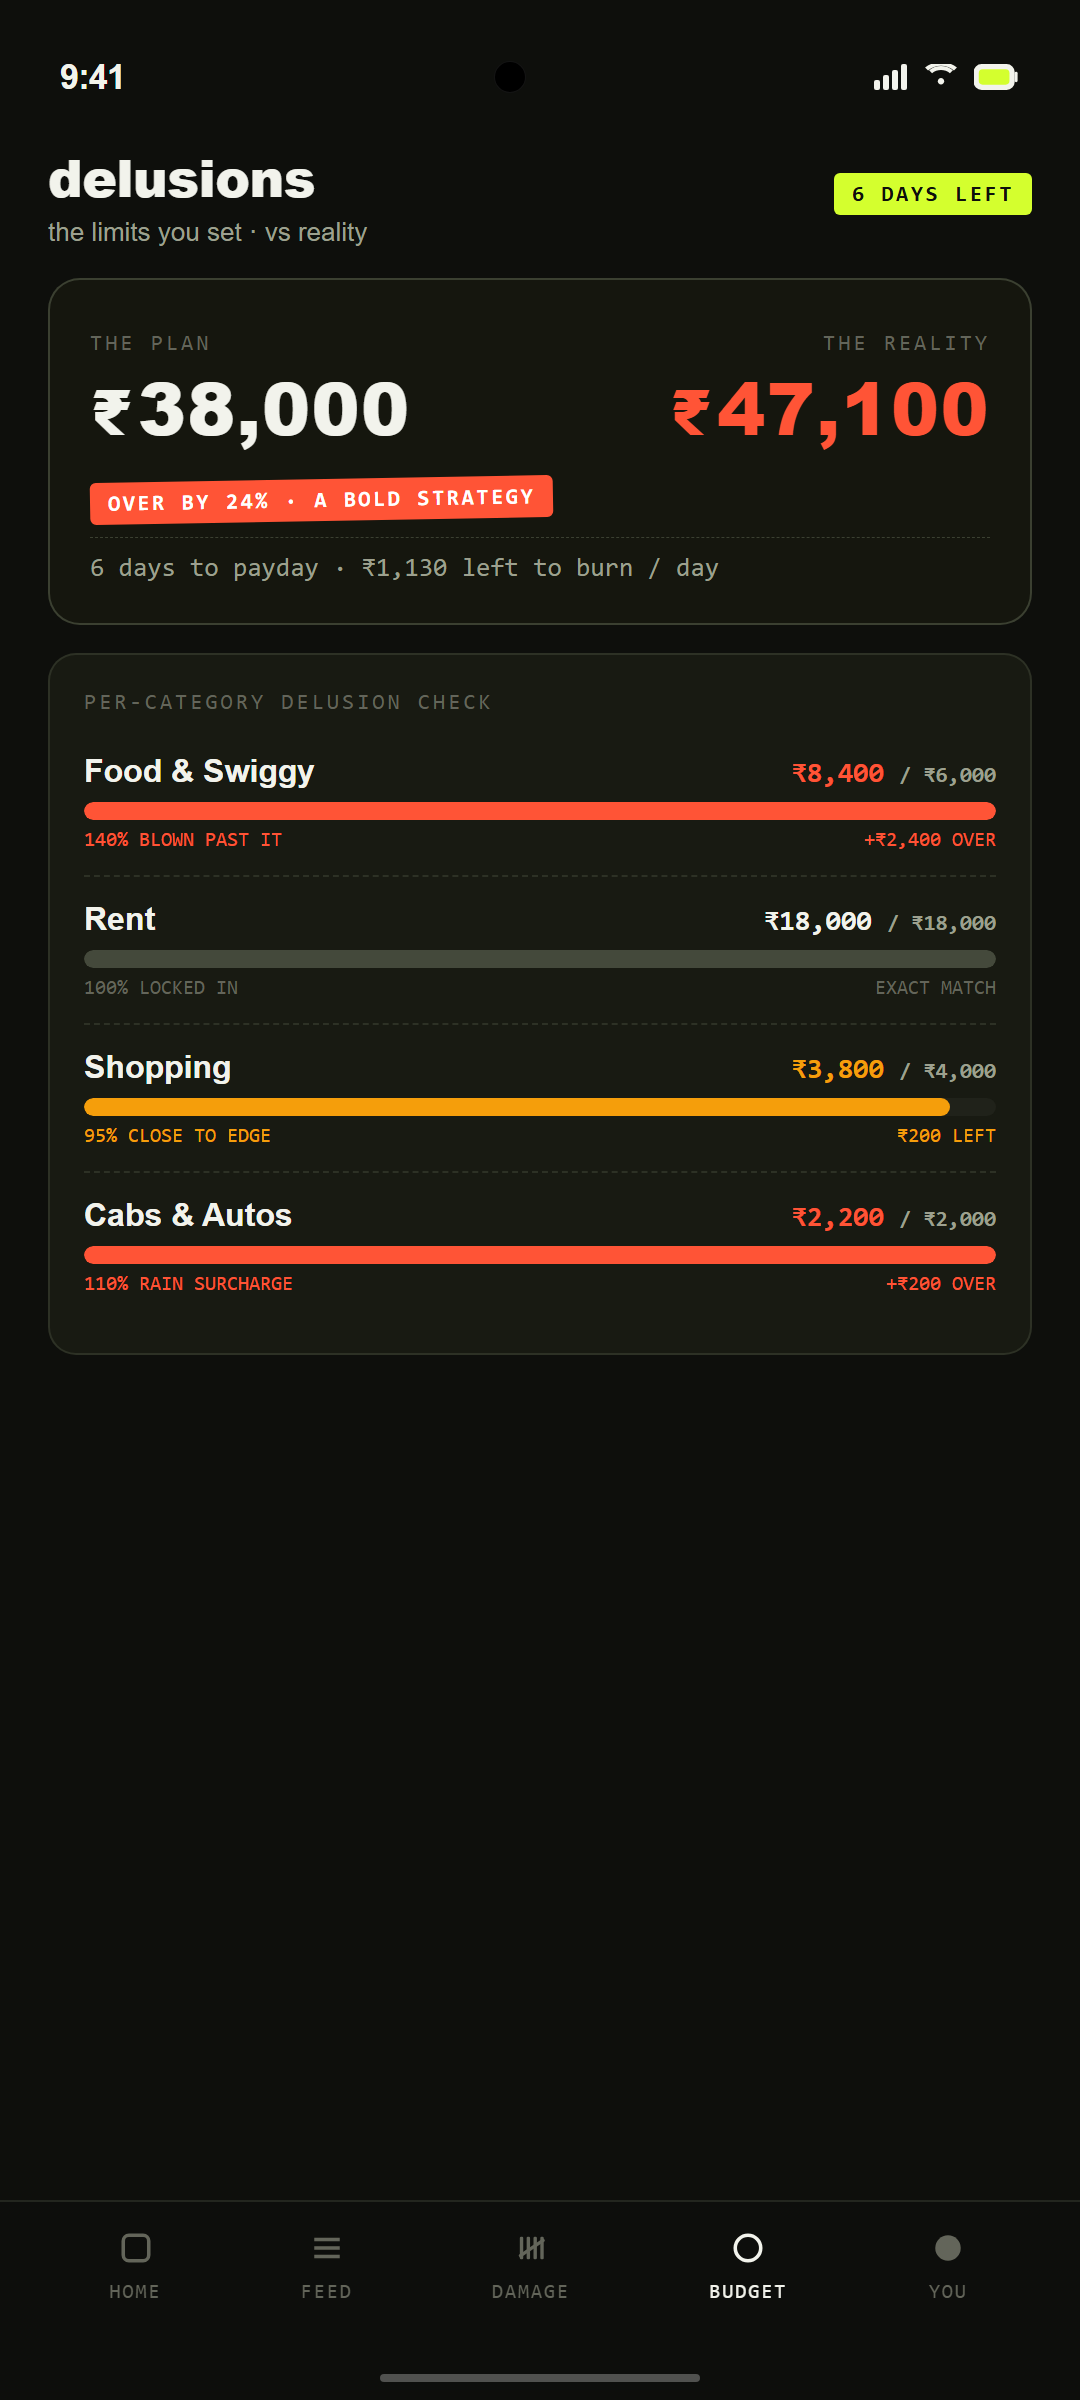 9:41
delusions
the limits you set · vs reality
6 DAYS LEFT
THE PLAN
THE REALITY
₹38,000
₹47,100
OVER BY 24% · A BOLD STRATEGY
6 days to payday · ₹1,130 left to burn / day
PER-CATEGORY DELUSION CHECK
Food & Swiggy
₹8,400 / ₹6,000
140% BLOWN PAST IT
+₹2,400 OVER
Rent
₹18,000 / ₹18,000
100% LOCKED IN
EXACT MATCH
Shopping
₹3,800 / ₹4,000
95% CLOSE TO EDGE
₹200 LEFT
Cabs & Autos
₹2,200 / ₹2,000
110% RAIN SURCHARGE
+₹200 OVER
HOME
FEED
DAMAGE
BUDGET
YOU